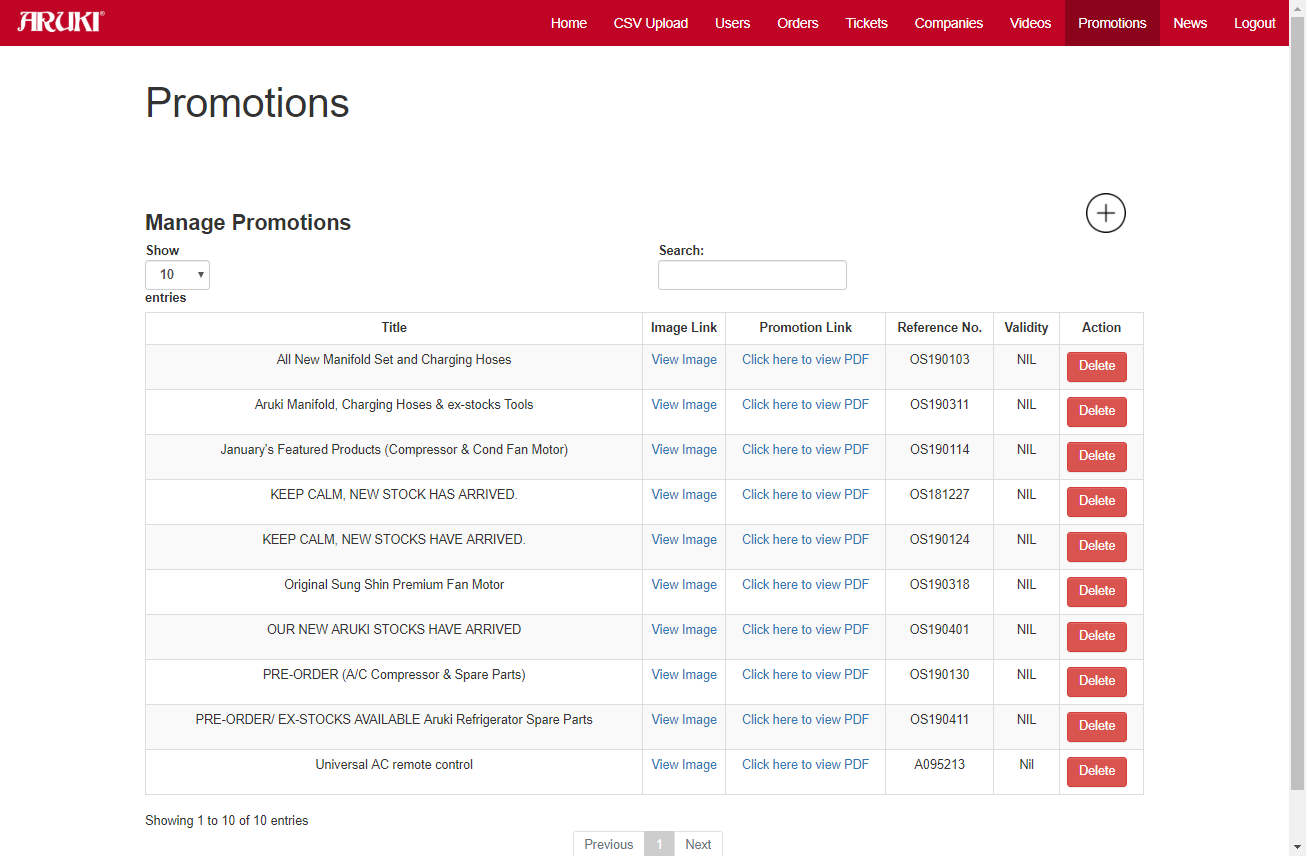 ARUKI®
Home CSV Upload Users Orders Tickets Companies Videos Promotions News Logout
Promotions
Manage Promotions
Show
10
entries
Search:
Title Image Link Promotion Link Reference No. Validity Action
All New Manifold Set and Charging Hoses View Image Click here to view PDF OS190103 NIL Delete
Aruki Manifold, Charging Hoses & ex-stocks Tools View Image Click here to view PDF OS190311 NIL Delete
January's Featured Products (Compressor & Cond Fan Motor) View Image Click here to view PDF OS190114 NIL Delete
KEEP CALM, NEW STOCK HAS ARRIVED. View Image Click here to view PDF OS181227 NIL Delete
KEEP CALM, NEW STOCKS HAVE ARRIVED. View Image Click here to view PDF OS190124 NIL Delete
Original Sung Shin Premium Fan Motor View Image Click here to view PDF OS190318 NIL Delete
OUR NEW ARUKI STOCKS HAVE ARRIVED View Image Click here to view PDF OS190401 NIL Delete
PRE-ORDER (A/C Compressor & Spare Parts) View Image Click here to view PDF OS190130 NIL Delete
PRE-ORDER/ EX-STOCKS AVAILABLE Aruki Refrigerator Spare Parts View Image Click here to view PDF OS190411 NIL Delete
Universal AC remote control View Image Click here to view PDF A095213 Nil Delete
Showing 1 to 10 of 10 entries
Previous 1 Next